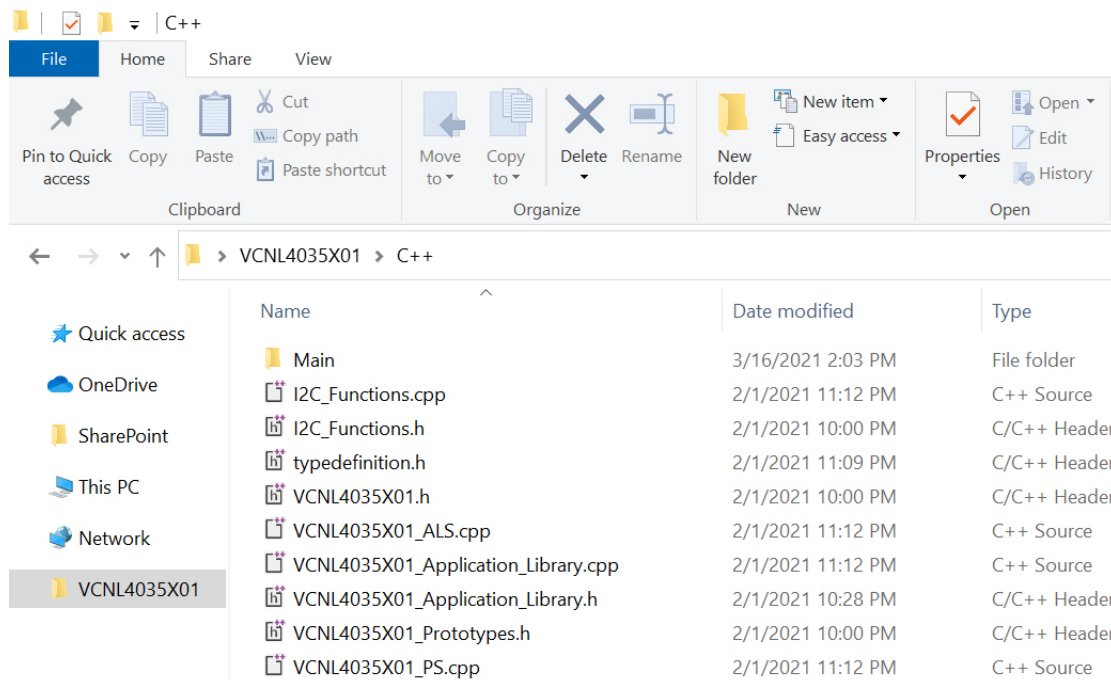 C++
File Home Share View
Pin to Quick access
Copy
Paste
Cut
Copy path
Paste shortcut
Move to
Copy to
Delete
Rename
New folder
New item
Easy access
Properties
Open
Edit
History
Clipboard Organize New Open
VCNL4035X01 C++
Name Date modified Type
Quick access
OneDrive
SharePoint
This PC
Network
VCNL4035X01
Main 3/16/2021 2:03 PM File folder
I2C_Functions.cpp 2/1/2021 11:12 PM C++ Source
I2C_Functions.h 2/1/2021 10:00 PM C/C++ Header
typedefinition.h 2/1/2021 11:09 PM C/C++ Header
VCNL4035X01.h 2/1/2021 10:00 PM C/C++ Header
VCNL4035X01_ALS.cpp 2/1/2021 11:12 PM C++ Source
VCNL4035X01_Application_Library.cpp 2/1/2021 11:12 PM C++ Source
VCNL4035X01_Application_Library.h 2/1/2021 10:28 PM C/C++ Header
VCNL4035X01_Prototypes.h 2/1/2021 10:00 PM C/C++ Header
VCNL4035X01_PS.cpp 2/1/2021 11:12 PM C++ Source